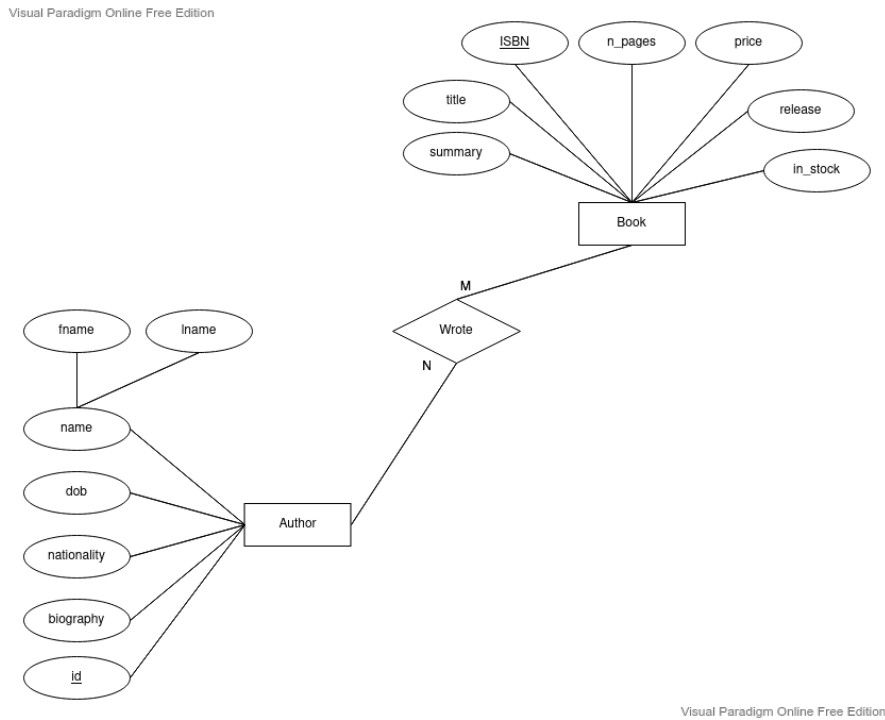 Visual Paradigm Online Free Edition
ISBN
n_pages
price
title
release
summary
in_stock
Book
M
Wrote
N
fname
lname
name
dob
Author
nationality
biography
id
Visual Paradigm Online Free Edition